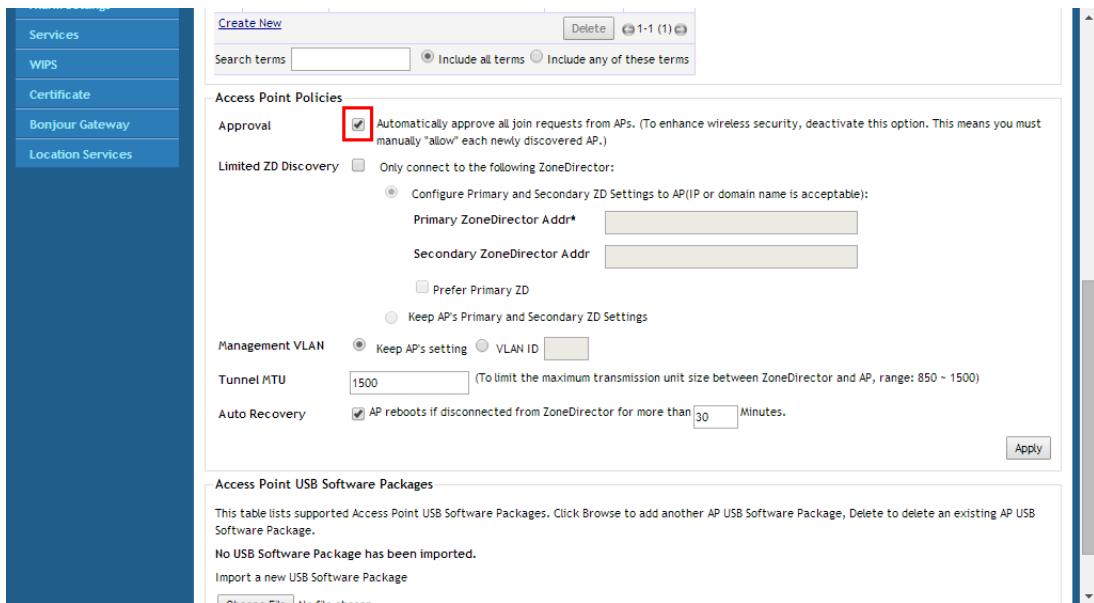 Services
WIPS
Certificate
Bonjour Gateway
Location Services
Create New
Delete 1-1 (1)
Search terms Include all terms Include any of these terms
Access Point Policies
Approval Automatically approve all join requests from APs. (To enhance wireless security, deactivate this option. This means you must
manually "allow" each newly discovered AP.)
Limited ZD Discovery Only connect to the following ZoneDirector:
Configure Primary and Secondary ZD Settings to AP(IP or domain name is acceptable):
Primary ZoneDirector Addr*
Secondary ZoneDirector Addr
Prefer Primary ZD
Keep AP's Primary and Secondary ZD Settings
Management VLAN Keep AP's setting VLAN ID
Tunnel MTU 1500 (To limit the maximum transmission unit size between ZoneDirector and AP, range: 850 ~ 1500)
Auto Recovery AP reboots if disconnected from ZoneDirector for more than 30 Minutes.
Apply
Access Point USB Software Packages
This table lists supported Access Point USB Software Packages. Click Browse to add another AP USB Software Package, Delete to delete an existing AP USB
Software Package.
No USB Software Package has been imported.
Import a new USB Software Package
Choose File No file chosen